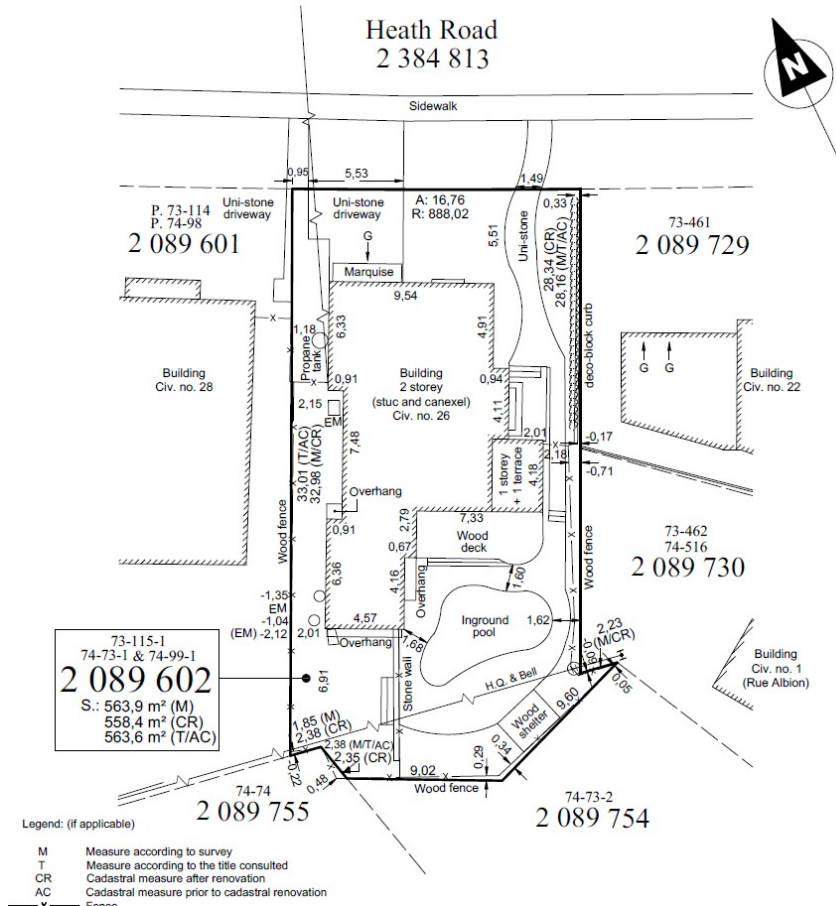 Heath Road
2 384 813
N
Sidewalk
0,95
5,53
1,49
Uni-stone
driveway
Uni-stone
driveway
A: 16,76
R: 888,02
0,33
P. 73-114
P. 74-98
2 089 601
73-461
2 089 729
G
Marquise
5,51
Uni-stone
28,34 (CR)
28,16 (M/T/AC)
deco-block curb
9,54
6,33
4,91
1,18
Propane
tank
Building
Civ. no. 28
0,91
Building
2 storey
(stuc and canexel)
Civ. no. 26
0,94
4,11
G
G
Building
Civ. no. 22
2,15
EM
7,48
2,01
-0,17
2,18
-0,71
33,01 (T/AC)
32,98 (M/CR)
1 storey
+ 1 terrace
4,18
Overhang
0,91
2,79
7,33
Wood
deck
Wood fence
Wood fence
73-462
74-516
2 089 730
0,67
6,36
4,16
Overhang
1,60
-1,35
EM
-1,04
(EM) -2,12
2,01
4,57
Overhang
1,68
Inground
pool
1,62
2,23
(M/CR)
-0,09
H
0,05
Building
Civ. no. 1
(Rue Albion)
73-115-1
74-73-1 & 74-99-1
2 089 602
S.: 563,9 m² (M)
558,4 m² (CR)
563,6 m² (T/AC)
6,91
Stone wall
H.Q. & Bell
9,60
Wood
shelter
1,85 (M)
2,38 (CR)
2,38 (M/T/AC)
2,35 (CR)
0,34
0,29
-0,22
0,48
9,02
Wood fence
74-74
2 089 755
74-73-2
2 089 754
Legend: (if applicable)
M Measure according to survey
T Measure according to the title consulted
CR Cadastral measure after renovation
AC Cadastral measure prior to cadastral renovation
x Fence